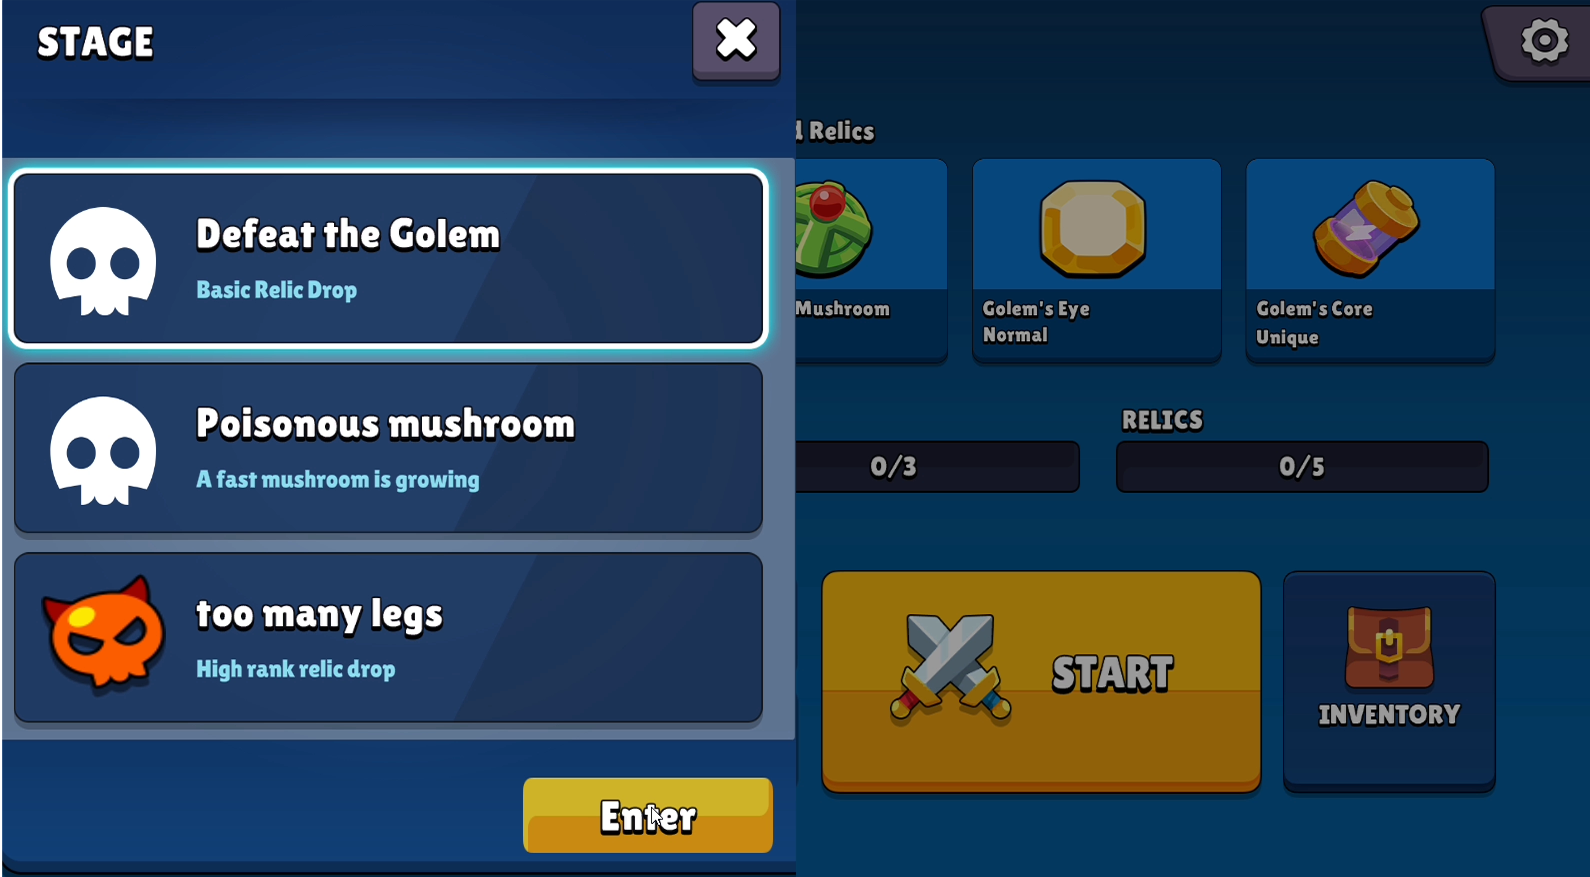 STAGE
Defeat the Golem
Basic Relic Drop
Poisonous mushroom
A fast mushroom is growing
too many legs
High rank relic drop
Enter
Relics
Mushroom
Golem's Eye
Normal
Golem's Core
Unique
RELICS
0/3
0/5
START
INVENTORY